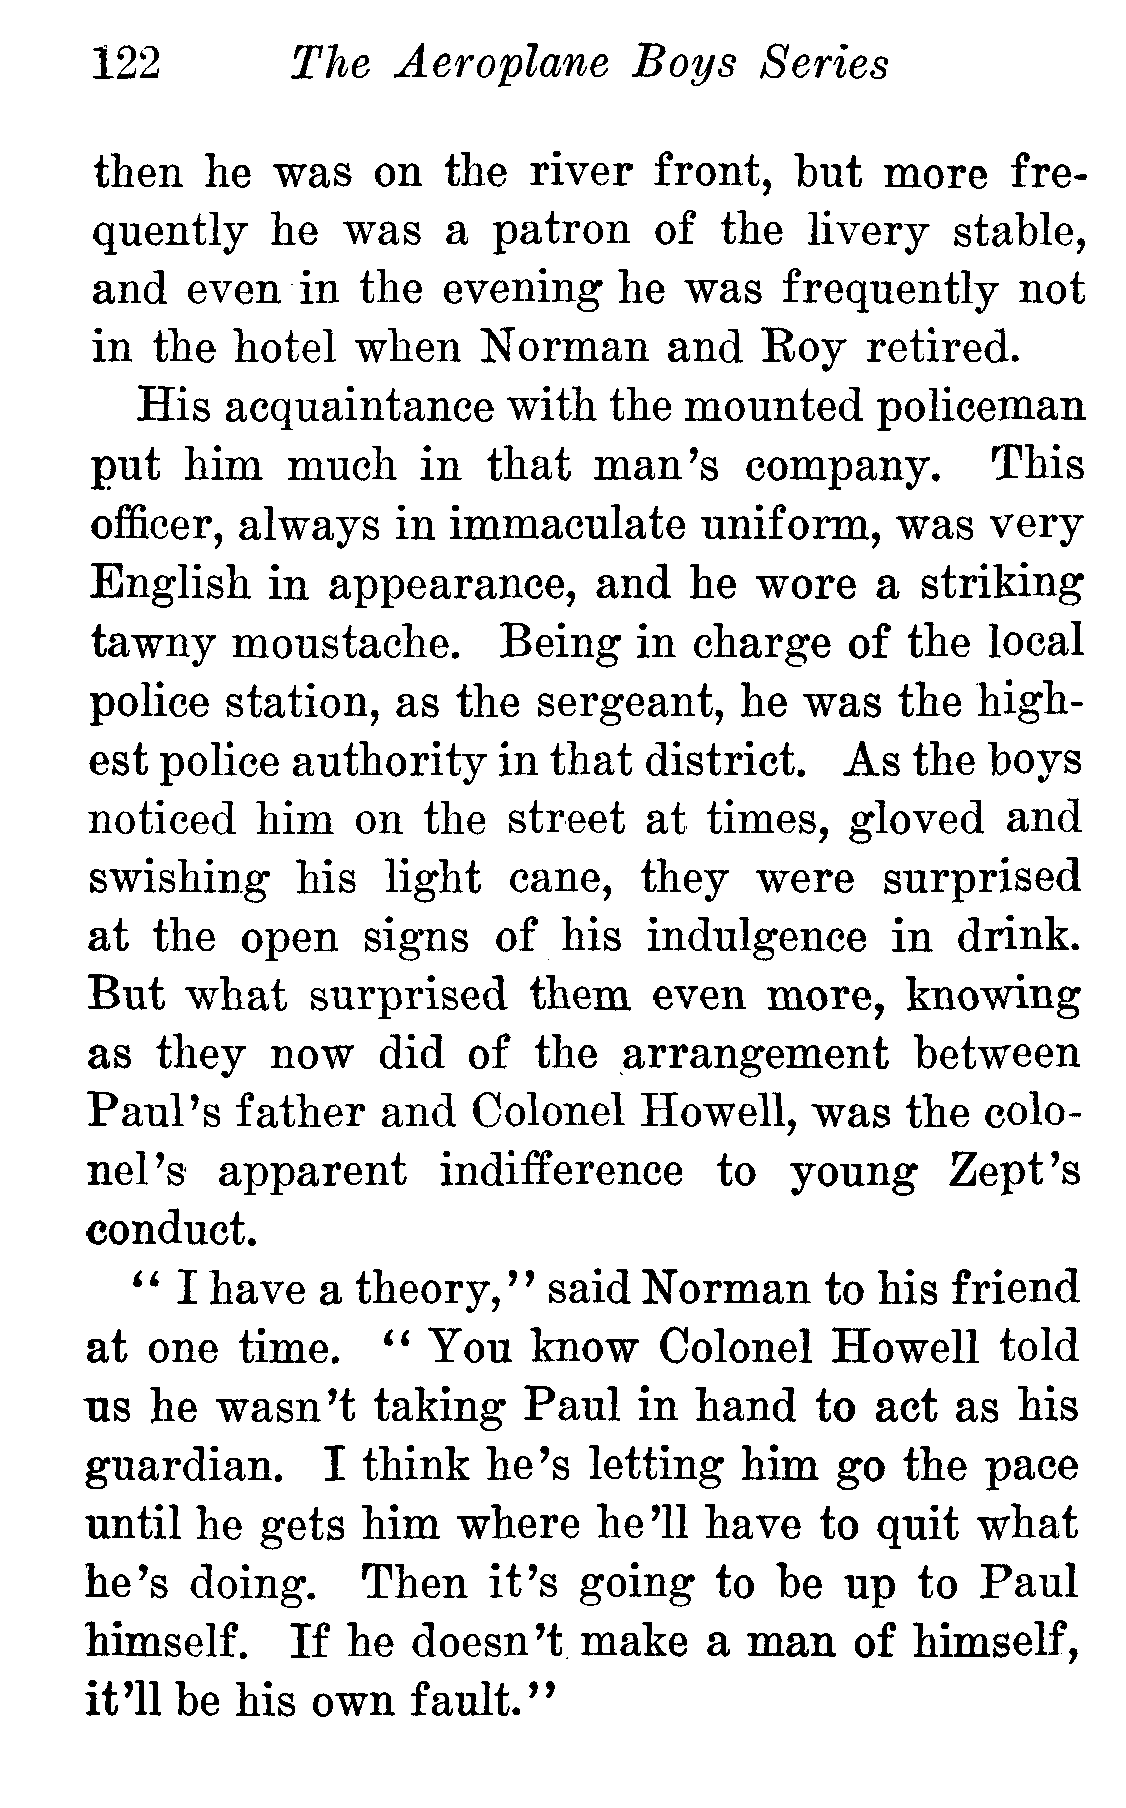 122 The Aeroplane Boys Series
then he was on the river front, but more fre-
quently he was a patron of the livery stable,
and even in the evening he was frequently not
in the hotel when Norman and Roy retired.
His acquaintance with the mounted policeman
put him much in that man's company. This
officer, always in immaculate uniform, was very
English in appearance, and he wore a striking
tawny moustache. Being in charge of the local
police station, as the sergeant, he was the high-
est police authority in that district. As the boys
noticed him on the street at times, gloved and
swishing his light cane, they were surprised
at the open signs of his indulgence in drink.
But what surprised them even more, knowing
as they now did of the arrangement between
Paul's father and Colonel Howell, was the colo-
nel's apparent indifference to young Zept's
conduct.
"I have a theory," said Norman to his friend
at one time. "You know Colonel Howell told
us he wasn't taking Paul in hand to act as his
guardian. I think he's letting him go the pace
until he gets him where he'll have to quit what
he's doing. Then it's going to be up to Paul
himself. If he doesn't make a man of himself,
it'll be his own fault."